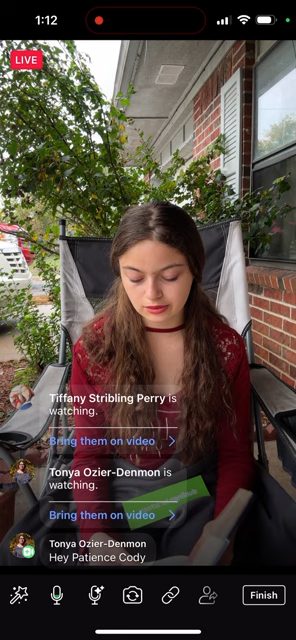 1:12
LIVE
Tiffany Stribling Perry is
watching.
Bring them on video
Tonya Ozier-Denmon is
watching.
Bring them on video
Tonya Ozier-Denmon
Hey Patience Cody
Finish